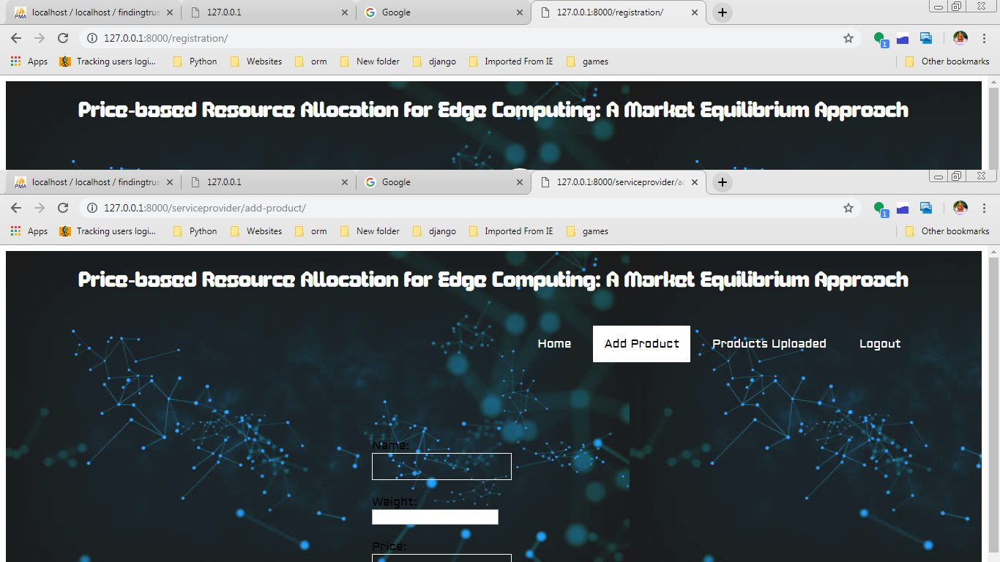 localhost / localhost / findingtrus
127.0.0.1
Google
127.0.0.1:8000/registration/
127.0.0.1:8000/registration/
1
Apps
Tracking users logi...
Python
Websites
orm
New folder
django
Imported From IE
games
Other bookmarks
Price-based Resource Allocation for Edge Computing: A Market Equilibrium Approach
localhost / localhost / findingtrus
127.0.0.1
Google
127.0.0.1:8000/serviceprovider/ad
127.0.0.1:8000/serviceprovider/add-product/
1
Apps
Tracking users logi...
Python
Websites
orm
New folder
django
Imported From IE
games
Other bookmarks
Price-based Resource Allocation for Edge Computing: A Market Equilibrium Approach
Home
Add Product
Products Uploaded
Logout
Name:
Weight:
Price: